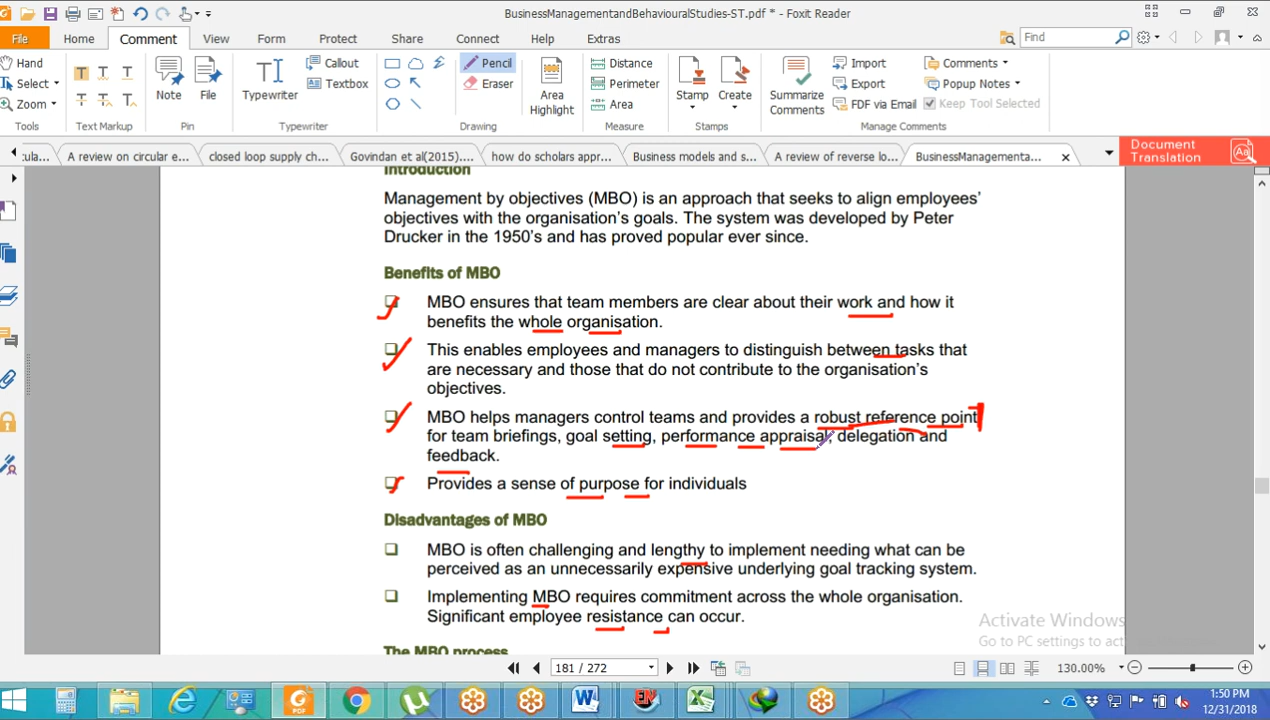 BusinessManagementandBehaviouralStudies-ST.pdf * - Foxit Reader
File Home Comment View Form Protect Share Connect Help Extras
Find
Hand
Select
Zoom
Tools
Text Markup
Note
File
Pin
Typewriter
Callout
Textbox
Typewriter
Pencil
Eraser
Area
Highlight
Drawing
Distance
Perimeter
Area
Measure
Stamp
Create
Stamps
Summarize
Comments
Import
Export
FDF via Email
Comments
Popup Notes
Keep Tool Selected
Manage Comments
cula... A review on circular e... closed loop supply ch... Govindan et al(2015).... how do scholars appr... Business models and s... A review of reverse lo... BusinessManagementa...
Document
Translation
Introduction
Management by objectives (MBO) is an approach that seeks to align employees'
objectives with the organisation's goals. The system was developed by Peter
Drucker in the 1950's and has proved popular ever since.
Benefits of MBO
MBO ensures that team members are clear about their work and how it
benefits the whole organisation.
This enables employees and managers to distinguish between tasks that
are necessary and those that do not contribute to the organisation's
objectives.
MBO helps managers control teams and provides a robust reference point
for team briefings, goal setting, performance appraisal, delegation and
feedback.
Provides a sense of purpose for individuals
Disadvantages of MBO
MBO is often challenging and lengthy to implement needing what can be
perceived as an unnecessarily expensive underlying goal tracking system.
Implementing MBO requires commitment across the whole organisation.
Significant employee resistance can occur.
The MBO process
Activate Windows
Go to PC settings to act
181 / 272
130.00%
1:50 PM
12/31/2018